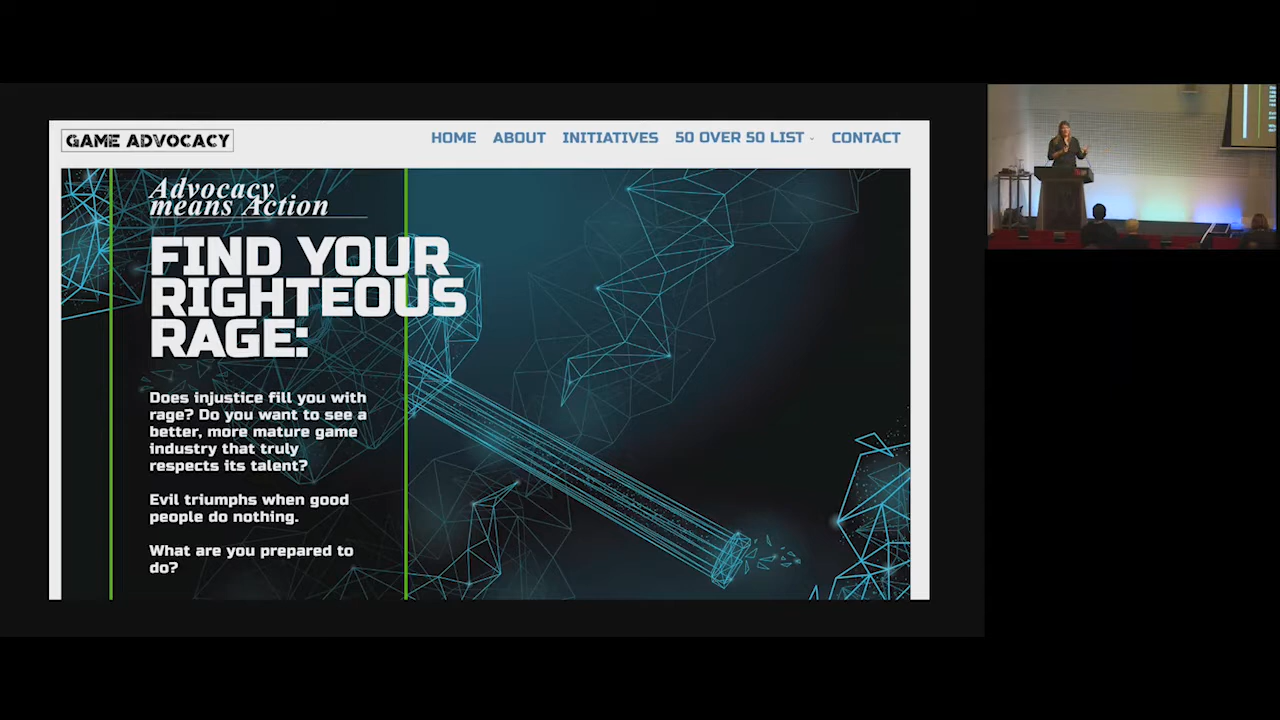 GAME ADVOCACY
HOME ABOUT INITIATIVES 50 OVER 50 LIST CONTACT
Advocacy
means Action
FIND YOUR
RIGHTEOUS
RAGE:
Does injustice fill you with
rage? Do you want to see a
better, more mature game
industry that truly
respects its talent?
Evil triumphs when good
people do nothing.
What are you prepared to
do?